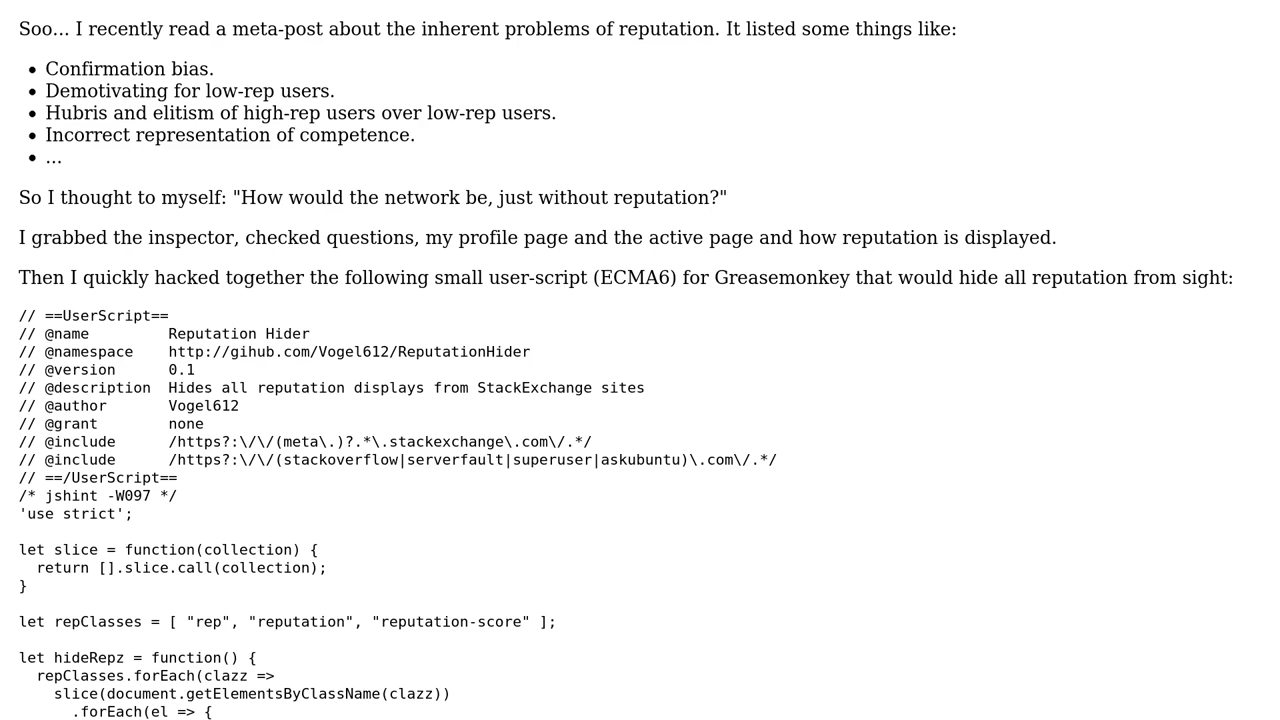 Soo... I recently read a meta-post about the inherent problems of reputation. It listed some things like:
• Confirmation bias.
• Demotivating for low-rep users.
• Hubris and elitism of high-rep users over low-rep users.
• Incorrect representation of competence.
• ...
So I thought to myself: "How would the network be, just without reputation?"
I grabbed the inspector, checked questions, my profile page and the active page and how reputation is displayed.
Then I quickly hacked together the following small user-script (ECMA6) for Greasemonkey that would hide all reputation from sight:
// ==UserScript==
// @name         Reputation Hider
// @namespace    http://gihub.com/Vogel612/ReputationHider
// @version      0.1
// @description  Hides all reputation displays from StackExchange sites
// @author       Vogel612
// @grant        none
// @include      /https?:\/\/(meta\.)?.*\.stackexchange\.com\/.*/
// @include      /https?:\/\/(stackoverflow|serverfault|superuser|askubuntu)\.com\/.*/
// ==/UserScript==
/* jshint -W097 */
'use strict';
let slice = function(collection) {
  return [].slice.call(collection);
}
let repClasses = [ "rep", "reputation", "reputation-score" ];
let hideRepz = function() {
  repClasses.forEach(clazz =>
    slice(document.getElementsByClassName(clazz))
      .forEach(el => {